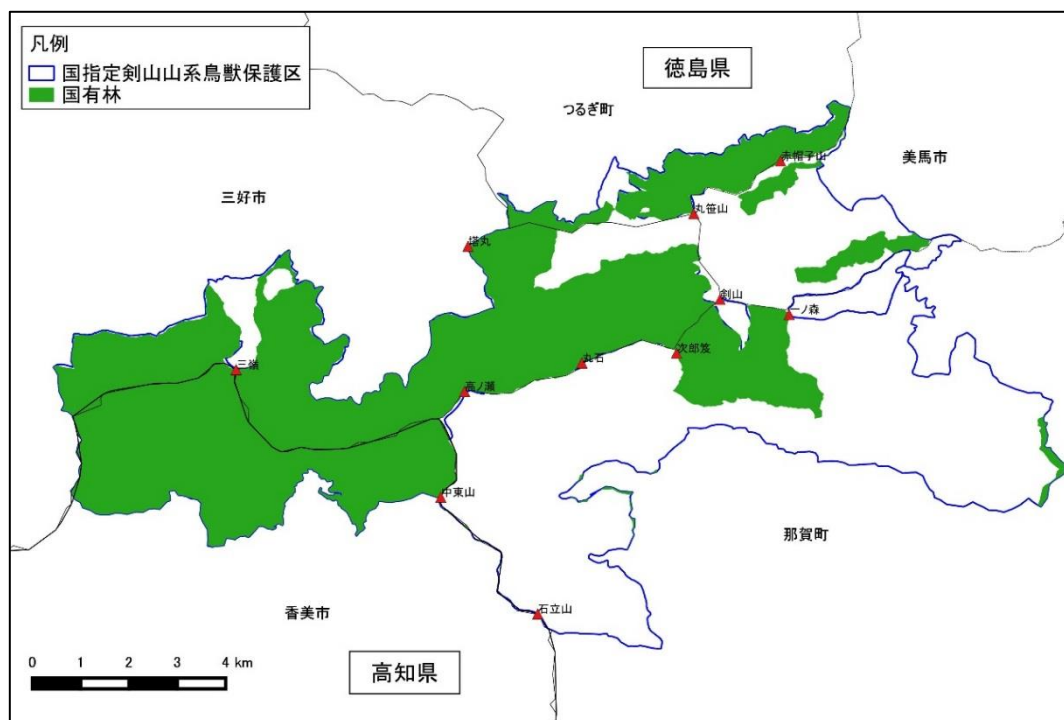 凡例
国指定剣山山系鳥獣保護区
国有林
徳島県
つるぎ町
美馬市
三好市
赤帽子山
丸笹山
塔丸
剣山
一ノ森
次郎笈
丸石
三嶺
高ノ瀬
中東山
那賀町
石立山
香美市
高知県
0 1 2 3 4 km